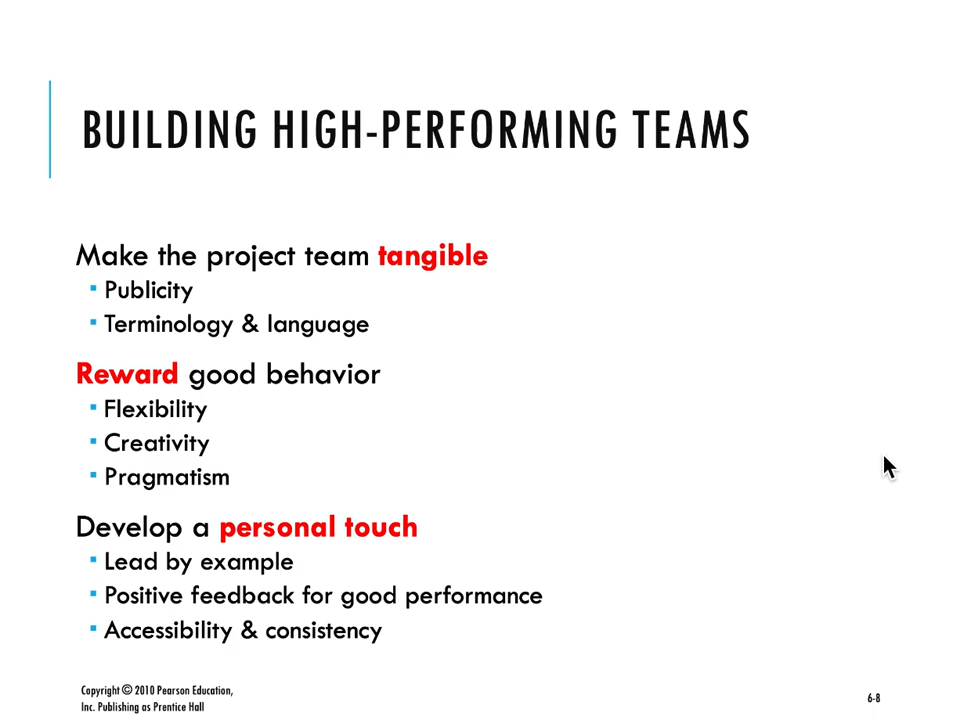 BUILDING HIGH-PERFORMING TEAMS
Make the project team tangible
▪ Publicity
▪ Terminology & language
Reward good behavior
▪ Flexibility
▪ Creativity
▪ Pragmatism
Develop a personal touch
▪ Lead by example
▪ Positive feedback for good performance
▪ Accessibility & consistency
Copyright © 2010 Pearson Education,
Inc. Publishing as Prentice Hall
6-8